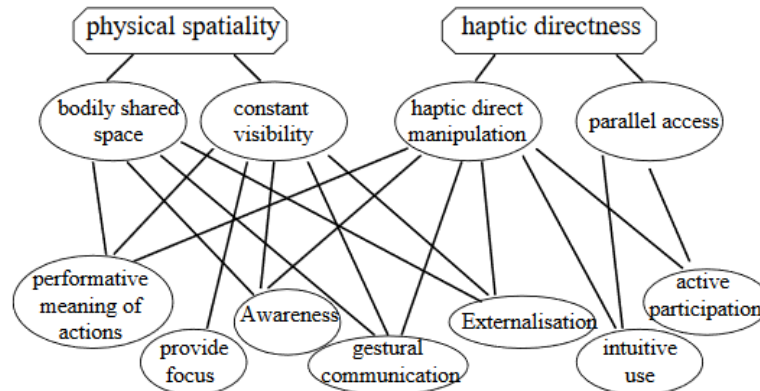 physical spatiality
haptic directness
bodily shared
space
constant
visibility
haptic direct
manipulation
parallel access
performative
meaning of
actions
provide
focus
Awareness
gestural
communication
Externalisation
intuitive
use
active
participation